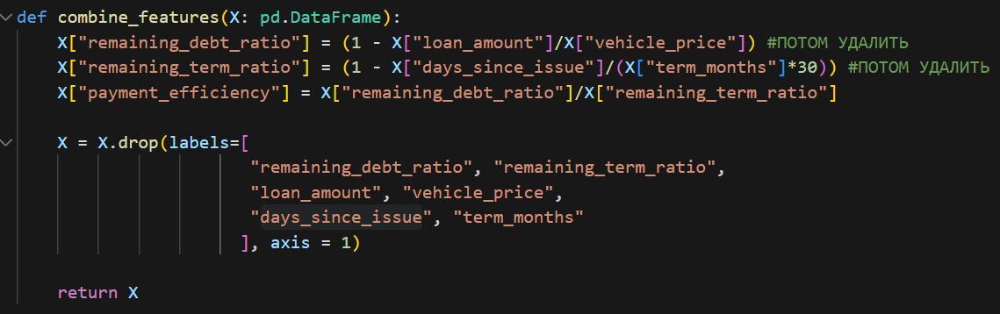 def combine_features(X: pd.DataFrame):
    X["remaining_debt_ratio"] = (1 - X["loan_amount"]/X["vehicle_price"]) #ПОТОМ УДАЛИТЬ
    X["remaining_term_ratio"] = (1 - X["days_since_issue"]/(X["term_months"]*30)) #ПОТОМ УДАЛИТЬ
    X["payment_efficiency"] = X["remaining_debt_ratio"]/X["remaining_term_ratio"]

    X = X.drop(labels=[
                    "remaining_debt_ratio", "remaining_term_ratio",
                    "loan_amount", "vehicle_price",
                    "days_since_issue", "term_months"
                   ], axis = 1)

    return X